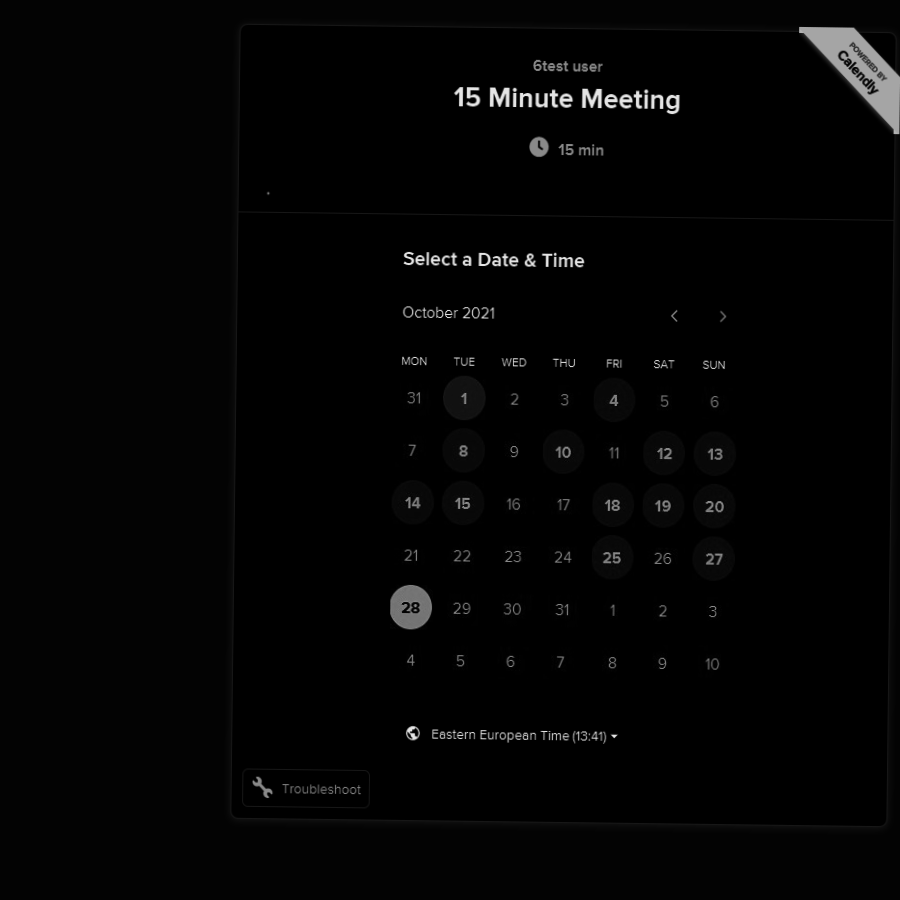 POWERED BY
Calendly
6test user
15 Minute Meeting
15 min
Select a Date & Time
October 2021
MON TUE WED THU FRI SAT SUN
31 1 2 3 4 5 6
7 8 9 10 11 12 13
14 15 16 17 18 19 20
21 22 23 24 25 26 27
28 29 30 31 1 2 3
4 5 6 7 8 9 10
Eastern European Time (13:41)
Troubleshoot